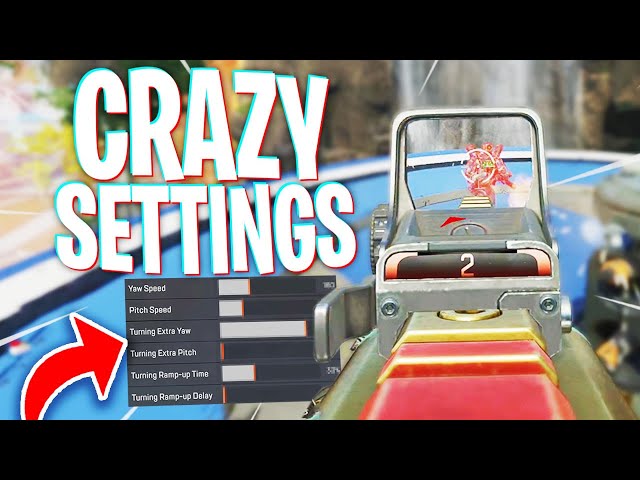 CRAZY
SETTINGS
Yaw Speed
Pitch Speed
Turning Extra Yaw
Turning Extra Pitch
Turning Ramp-up Time
Turning Ramp-up Delay
2